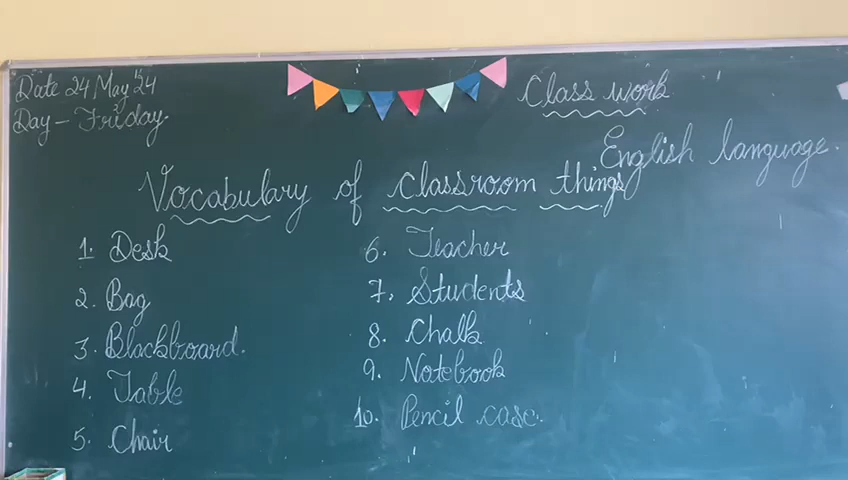 Date 24 May '24
Day - Friday.
Class work
English language.
Vocabulary of classroom things
1. Desk
2. Bag
3. Blackboard.
4. Table
5. Chair
6. Teacher
7. Students
8. Chalk
9. Notebook
10. Pencil case.